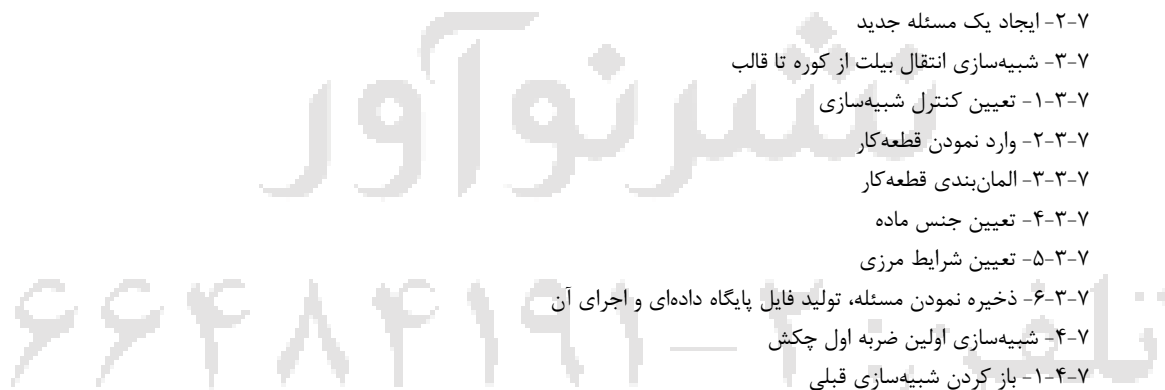 ۷-۲- ایجاد یک مسئله جدید
۷-۳- شبیه‌سازی انتقال بیلت از کوره تا قالب
۷-۳-۱- تعیین کنترل شبیه‌سازی
۷-۳-۲- وارد نمودن قطعه‌کار
۷-۳-۳- المان‌بندی قطعه‌کار
۷-۳-۴- تعیین جنس ماده
۷-۳-۵- تعیین شرایط مرزی
۷-۳-۶- ذخیره نمودن مسئله، تولید فایل پایگاه داده‌ای و اجرای آن
۷-۴- شبیه‌سازی اولین ضربه اول چکش
۷-۴-۱- باز کردن شبیه‌سازی قبلی
نشرنوآور
تلفن: ۳ — ۶۶۴۸۴۱۹۱